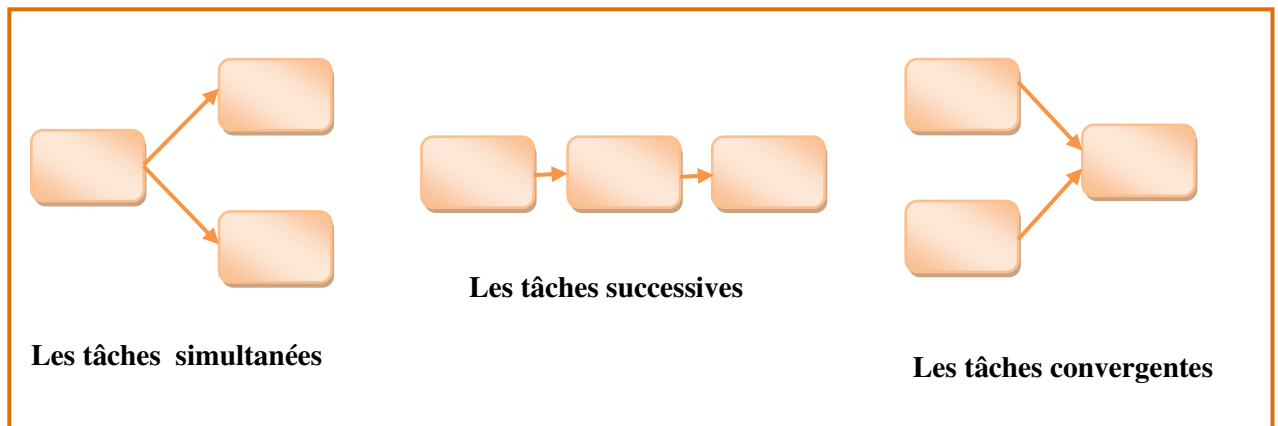 Les tâches successives
Les tâches simultanées
Les tâches convergentes